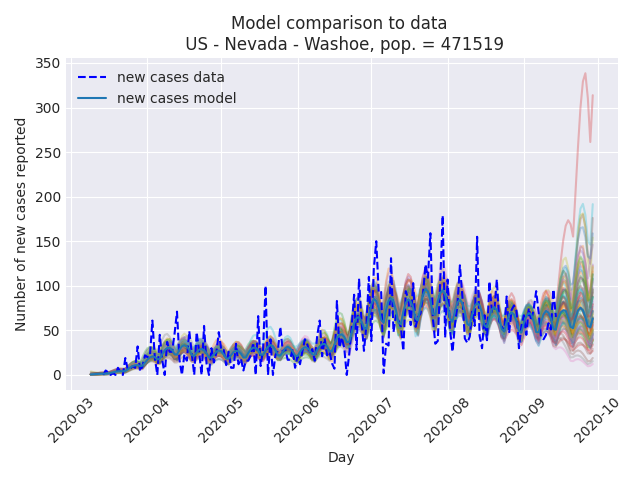 Model comparison to data
US - Nevada - Washoe, pop. = 471519
new cases data
new cases model
Number of new cases reported
350
300
250
200
150
100
50
0
2020-03
2020-04
2020-05
2020-06
2020-07
2020-08
2020-09
2020-10
Day